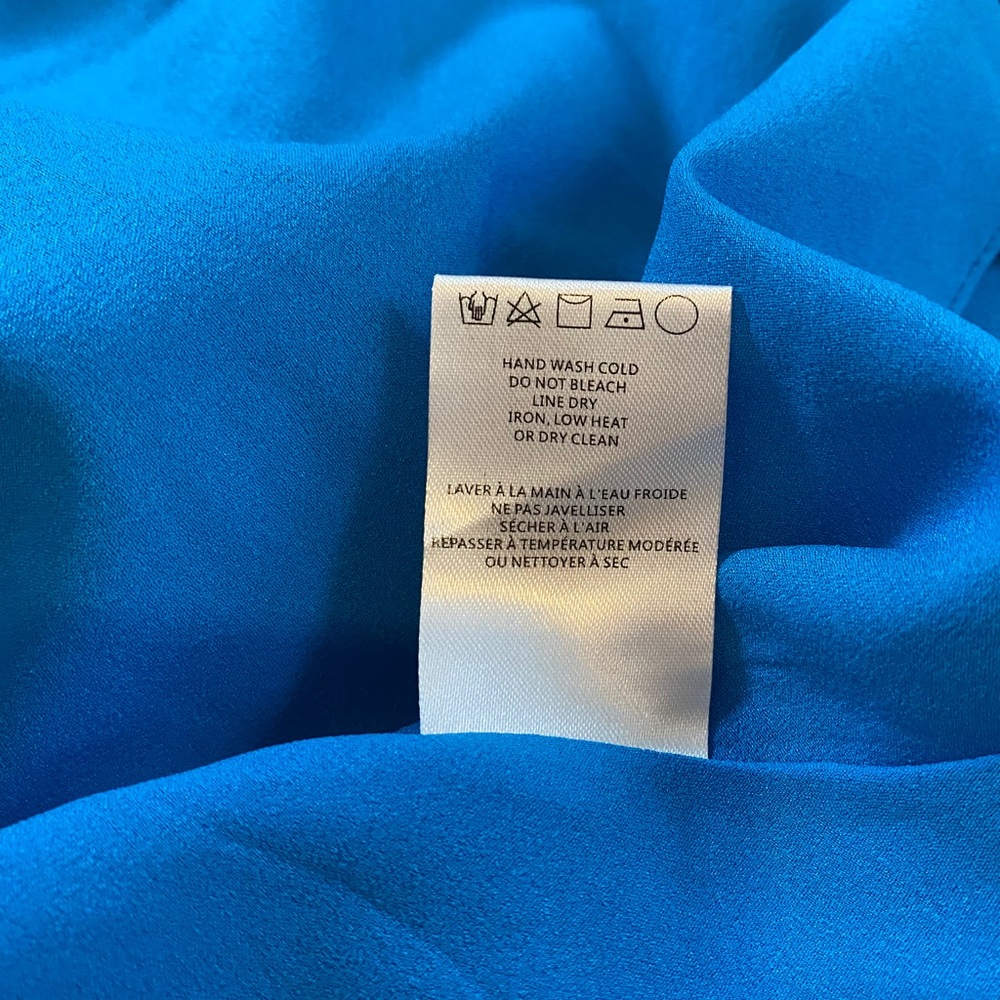 HAND WASH COLD
DO NOT BLEACH
LINE DRY
IRON, LOW HEAT
OR DRY CLEAN
LAVER À LA MAIN À L'EAU FROIDE
NE PAS JAVELLISER
SÉCHER À L'AIR
REPASSER À TEMPÉRATURE MODÉRÉE
OU NETTOYER À SEC